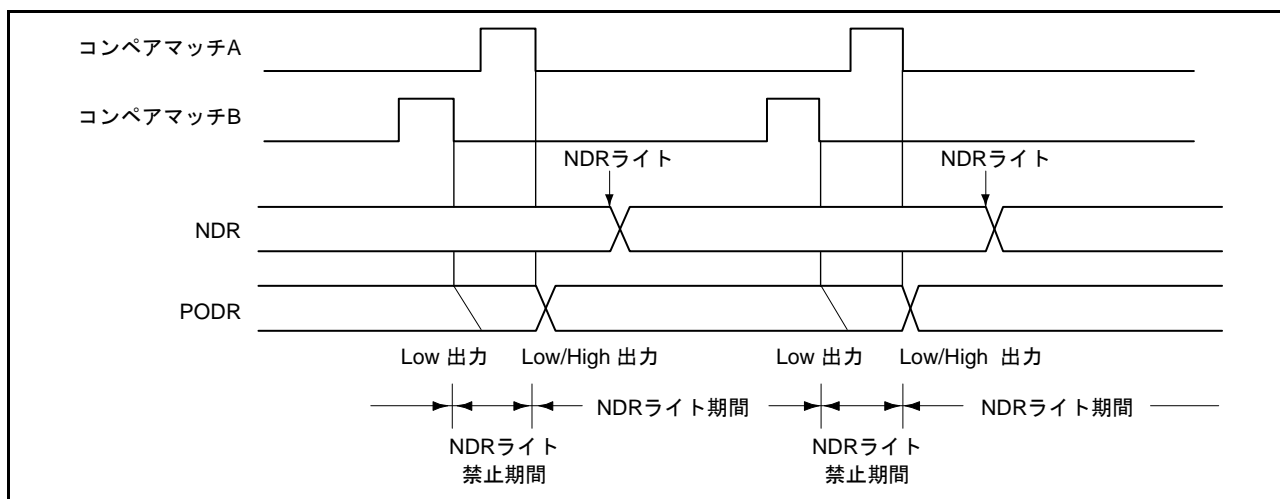 コンペアマッチA
コンペアマッチB
NDRライト
NDRライト
NDR
PODR
Low 出力
Low/High 出力
Low 出力
Low/High 出力
NDRライト期間
NDRライト期間
NDRライト
禁止期間
NDRライト
禁止期間